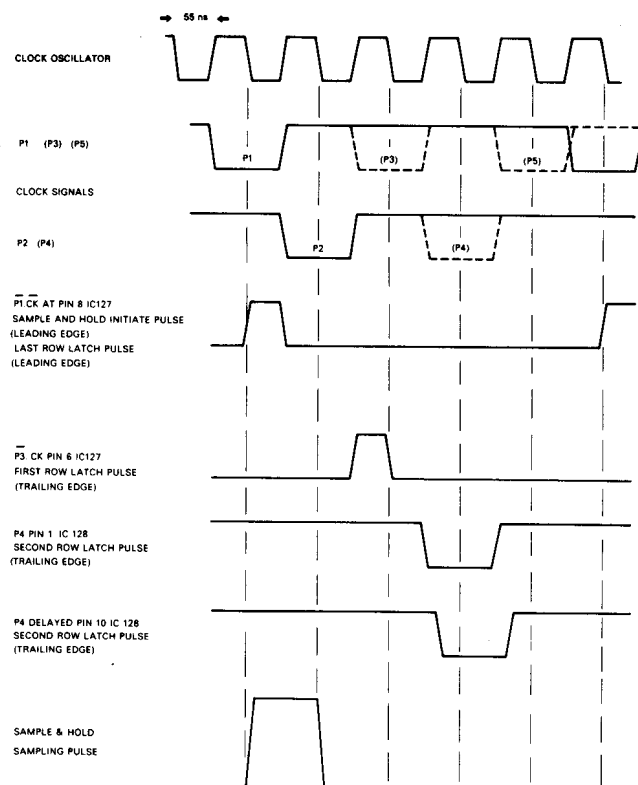 55 ns
CLOCK OSCILLATOR
P1 (P3) (P5)
P1
(P3)
(P5)
CLOCK SIGNALS
P2 (P4)
P2
(P4)
P̅1̅.C̅K̅ AT PIN 8 IC127
SAMPLE AND HOLD INITIATE PULSE
(LEADING EDGE)
LAST ROW LATCH PULSE
(LEADING EDGE)
P̅3̅. CK PIN 6 IC127
FIRST ROW LATCH PULSE
(TRAILING EDGE)
P4 PIN 1 IC 128
SECOND ROW LATCH PULSE
(TRAILING EDGE)
P4 DELAYED PIN 10 IC 128
SECOND ROW LATCH PULSE
(TRAILING EDGE)
SAMPLE & HOLD
SAMPLING PULSE